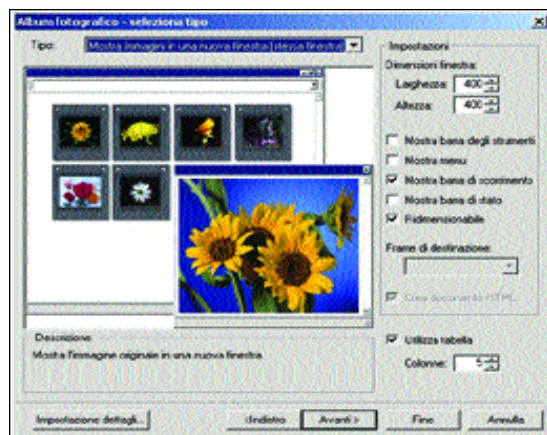 Album fotografico - seleziona tipo
Tipo: Mostra immagini in una nuova finestra (stessa finestra)
Impostazioni
Dimensioni finestra:
Larghezza: 400
Altezza: 400
Mostra barra degli strumenti
Mostra menu
Mostra barra di scorrimento
Mostra barra di stato
Ridimensionabile
Frame di destinazione:
Crea documento HTML
Descrizione
Mostra l'immagine originale in una nuova finestra.
Utilizza tabella
Colonne: 5
Impostazione dettagli...
<Indietro
Avanti >
Fine
Annulla